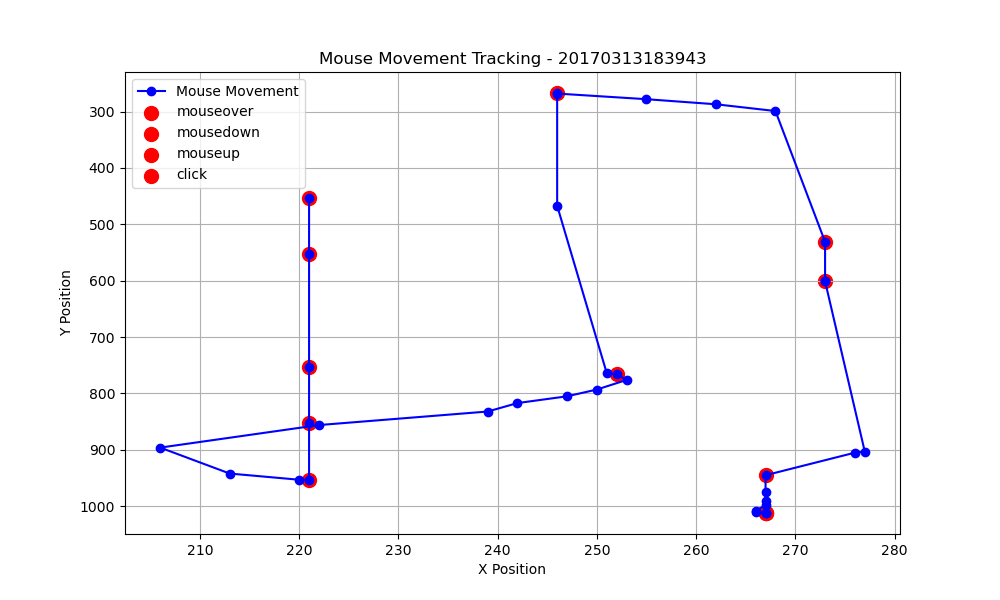 Mouse Movement Tracking - 20170313183943
Mouse Movement
mouseover
mousedown
mouseup
click
Y Position
300
400
500
600
700
800
900
1000
210
220
230
240
250
260
270
280
X Position